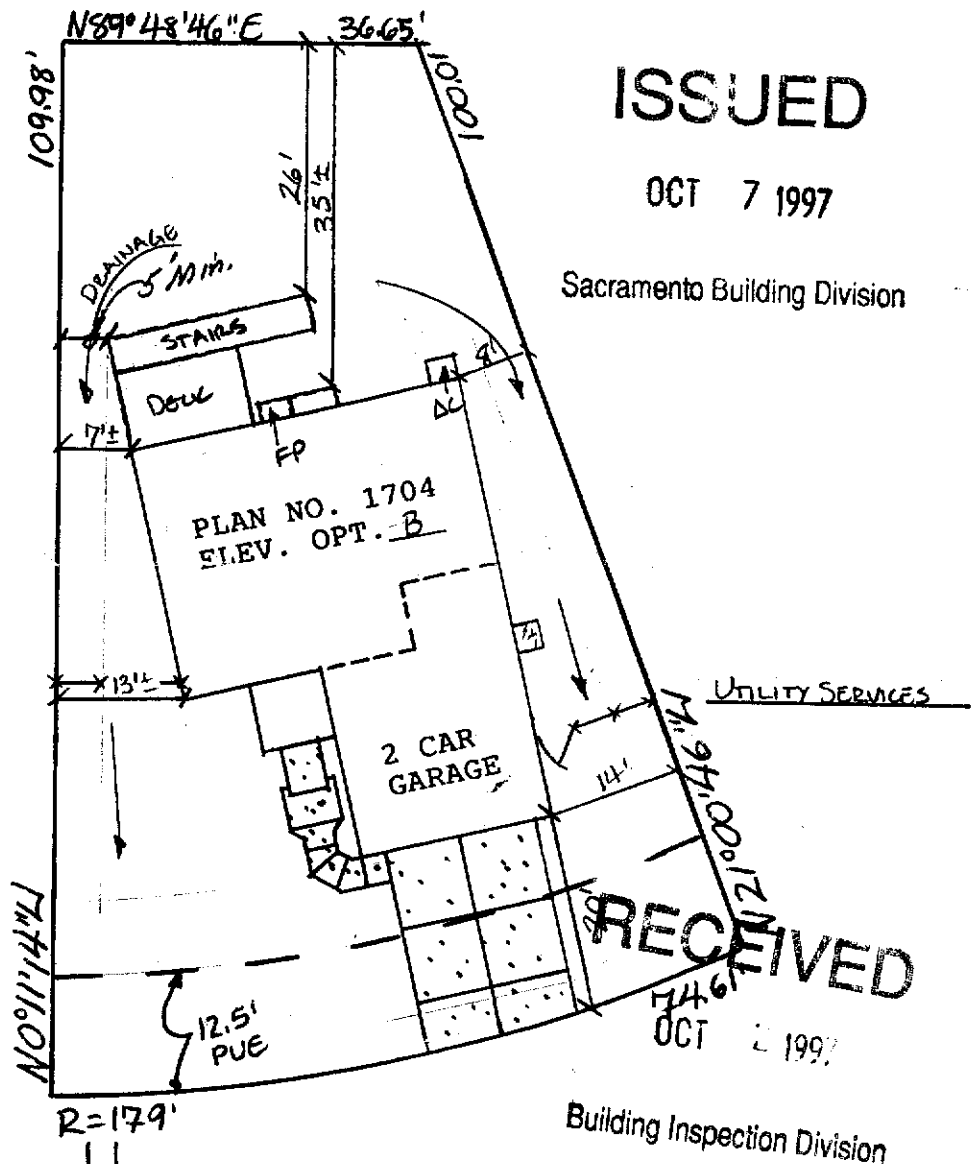 N89°48'46"E 36.65'
109.98'
100.01'
ISSUED
OCT 7 1997
Sacramento Building Division
26'
35'±
DRAINAGE
5' Min.
STAIRS
DECK
8'
AC
FP
7'±
PLAN NO. 1704
ELEV. OPT. B
13'±
UTILITY SERVICES
2 CAR
GARAGE
14'
N21°00'46"W
N0°11'14"W
20'
RECEIVED
74.61'
OCT 1997
12.5'
PUE
R=179'
Building Inspection Division